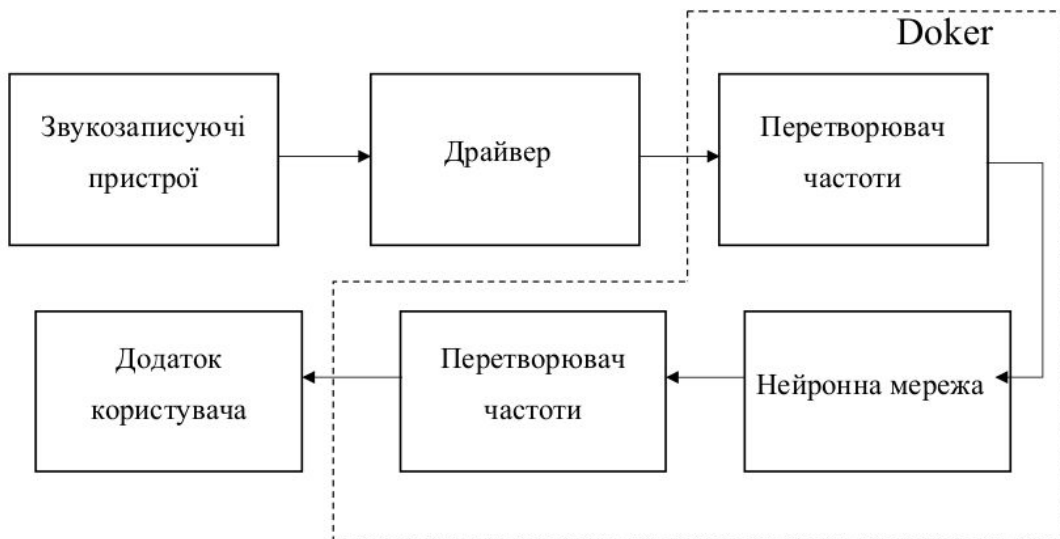 Doker
Звукозаписуючі
пристрої
Драйвер
Перетворювач
частоти
Додаток
користувача
Перетворювач
частоти
Нейронна мережа